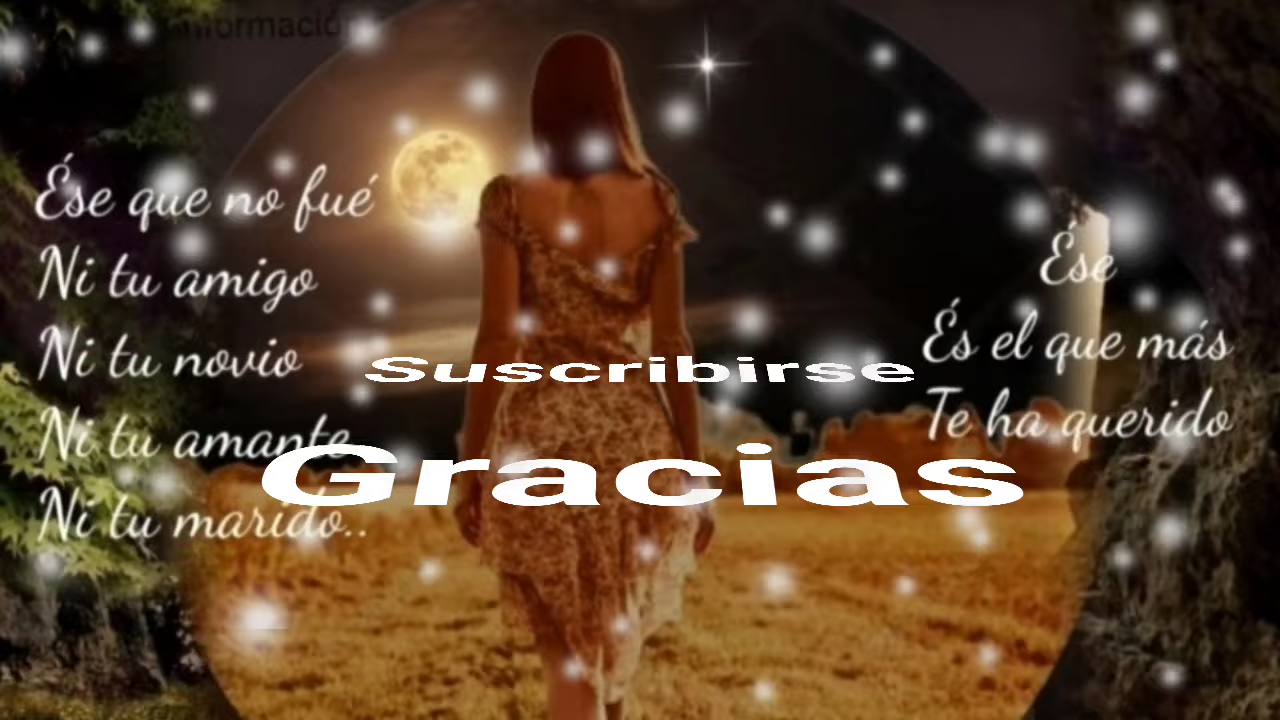 Información
Ése que no fué
Ni tu amigo
Ni tu novio
Ni tu amante
Ni tu marido..
Ése
És el que más
Te ha querido
Suscribirse
Gracias